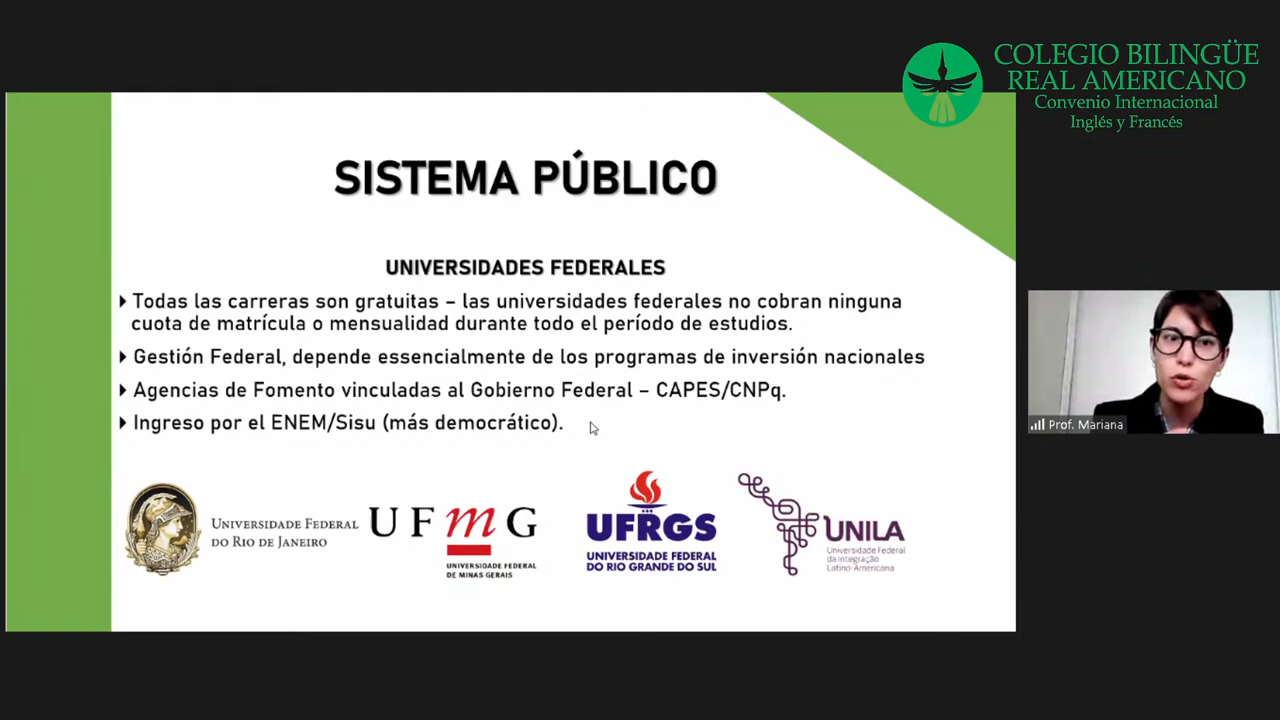 COLEGIO BILINGÜE
REAL AMERICANO
Convenio Internacional
Inglés y Francés
SISTEMA PÚBLICO
UNIVERSIDADES FEDERALES
Todas las carreras son gratuitas – las universidades federales no cobran ninguna
cuota de matrícula o mensualidad durante todo el período de estudios.
Gestión Federal, depende essencialmente de los programas de inversión nacionales
Agencias de Fomento vinculadas al Gobierno Federal – CAPES/CNPq.
Ingreso por el ENEM/Sisu (más democrático).
Prof. Mariana
UNIVERSIDADE FEDERAL
DO RIO DE JANEIRO
UFmG
UNIVERSIDADE FEDERAL
DE MINAS GERAIS
UFRGS
UNIVERSIDADE FEDERAL
DO RIO GRANDE DO SUL
UNILA
Universidade Federal
da Integração
Latino-Americana